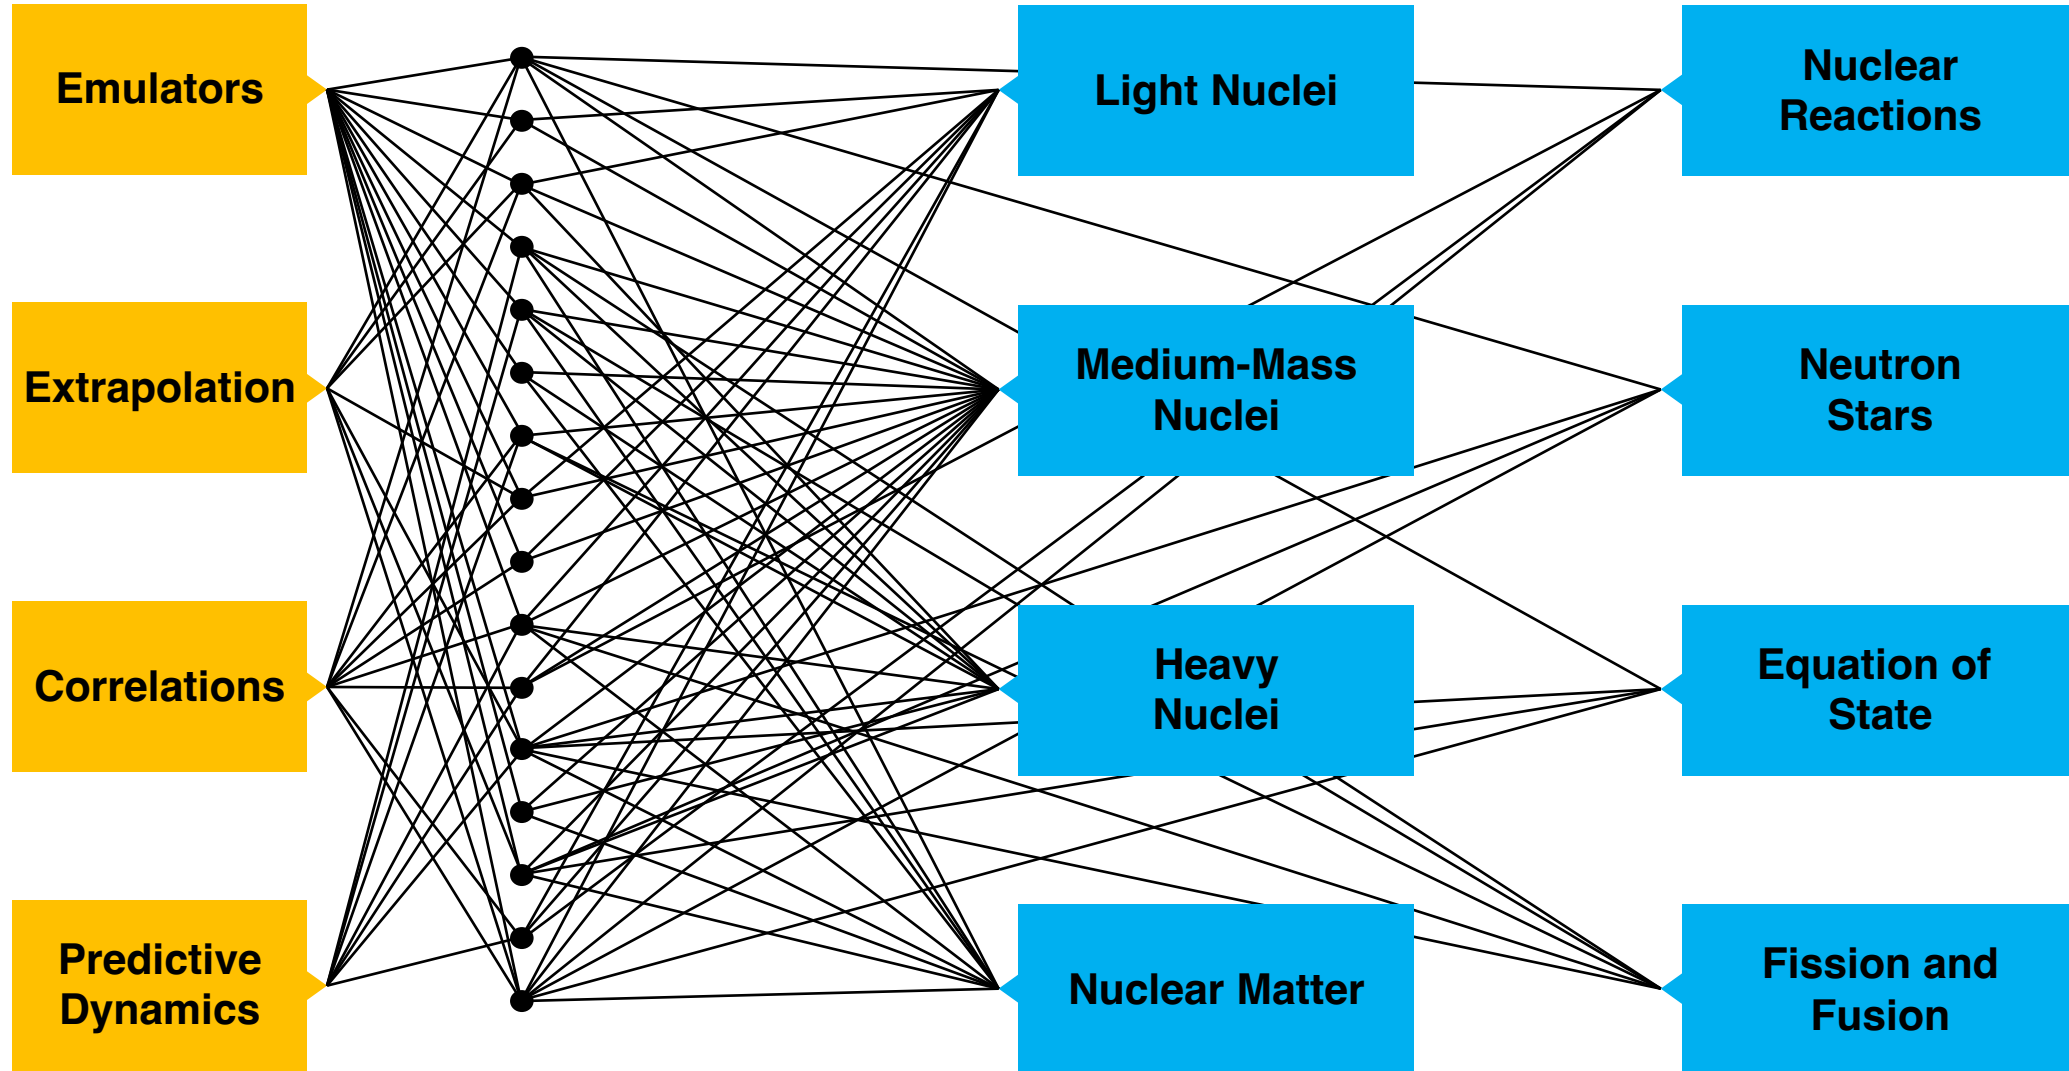 Emulators
Extrapolation
Correlations
Predictive
Dynamics
Light Nuclei
Medium-Mass
Nuclei
Heavy
Nuclei
Nuclear Matter
Nuclear
Reactions
Neutron
Stars
Equation of
State
Fission and
Fusion